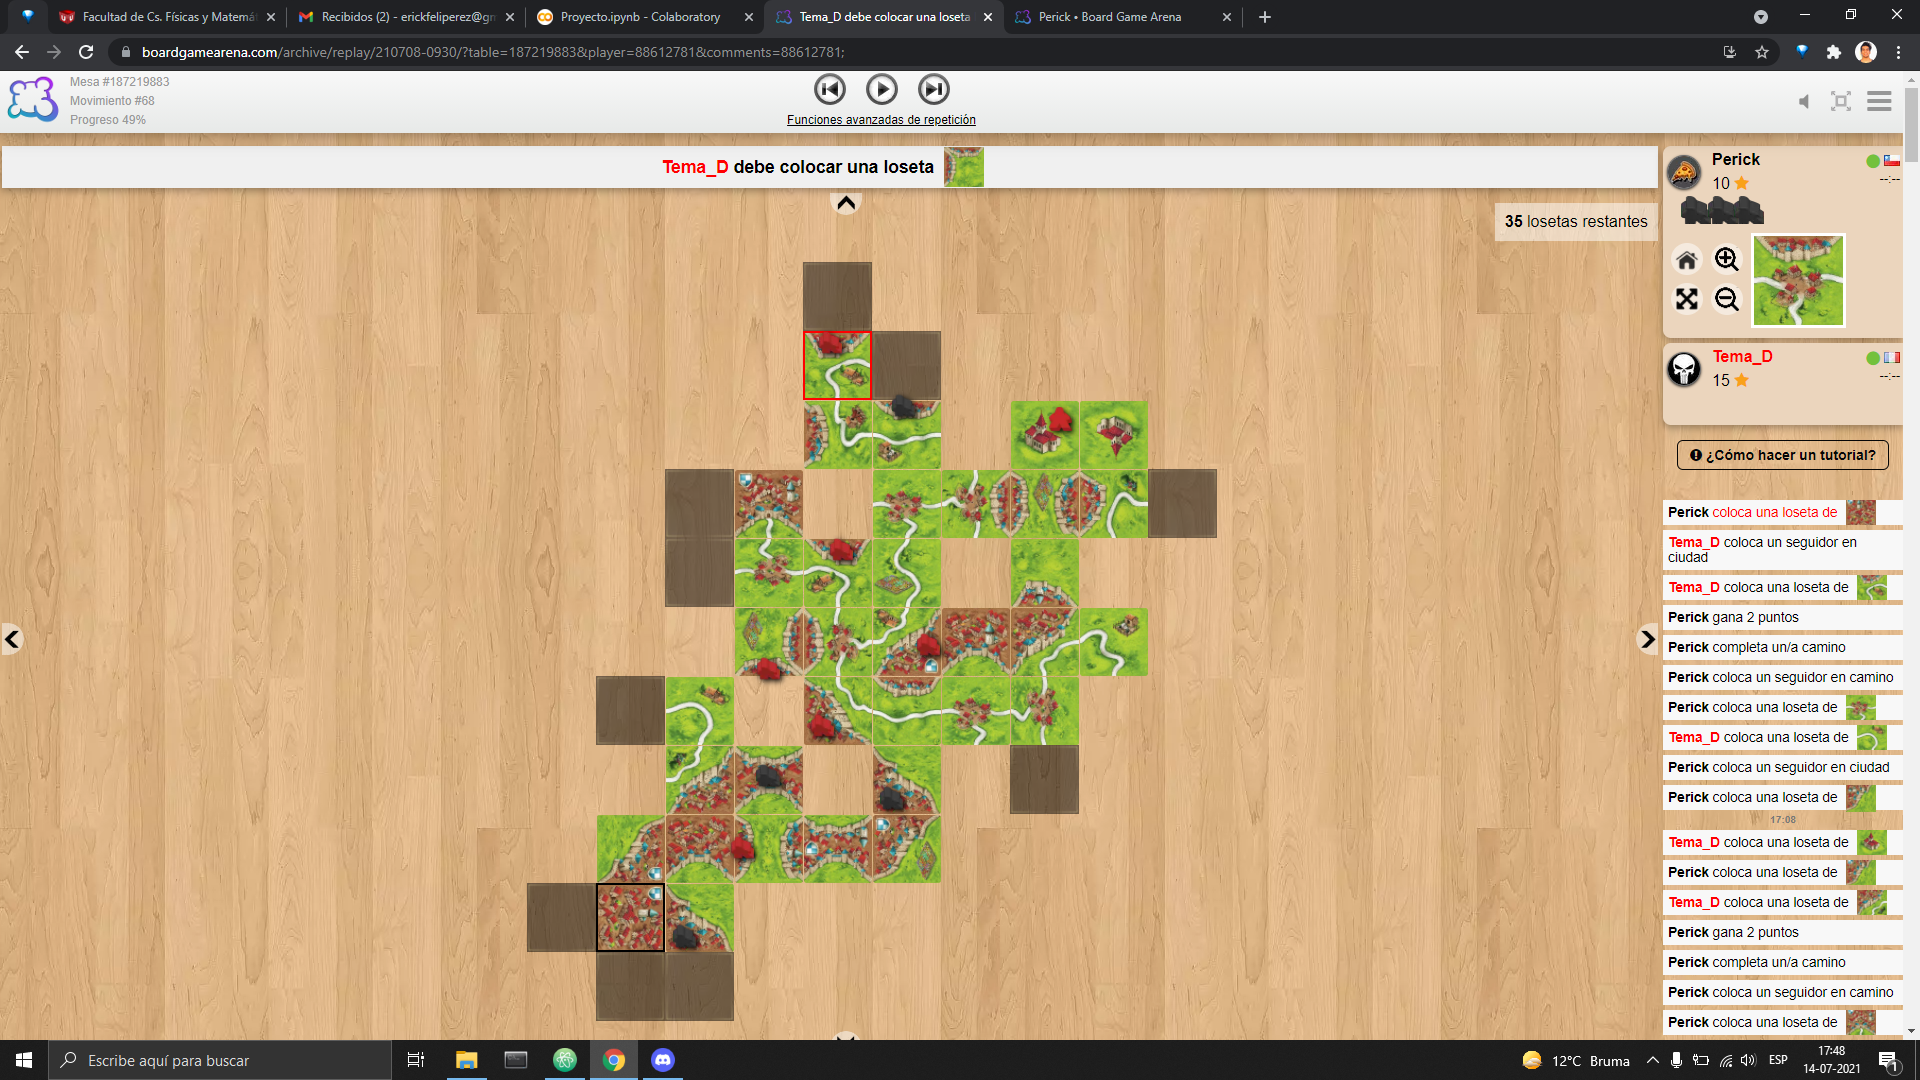 Facultad de Cs. Físicas y Matemá
Recibidos (2) - erickfeliperez@gm
Proyecto.ipynb - Colaboratory
Tema_D debe colocar una loseta
Perick • Board Game Arena
boardgamearena.com/archive/replay/210708-0930/?table=187219883&player=88612781&comments=88612781;
Mesa #187219883
Movimiento #68
Progreso 49%
Funciones avanzadas de repetición
Tema_D debe colocar una loseta
35 losetas restantes
Perick
10
--:--
Tema_D
15
--:--
¿Cómo hacer un tutorial?
Perick coloca una loseta de
Tema_D coloca un seguidor en ciudad
Tema_D coloca una loseta de
Perick gana 2 puntos
Perick completa un/a camino
Perick coloca un seguidor en camino
Perick coloca una loseta de
Tema_D coloca una loseta de
Perick coloca un seguidor en ciudad
Perick coloca una loseta de
17:08
Tema_D coloca una loseta de
Perick coloca una loseta de
Tema_D coloca una loseta de
Perick gana 2 puntos
Perick completa un/a camino
Perick coloca un seguidor en camino
Perick coloca una loseta de
Escribe aquí para buscar
12°C Bruma
ESP
17:48
14-07-2021
1